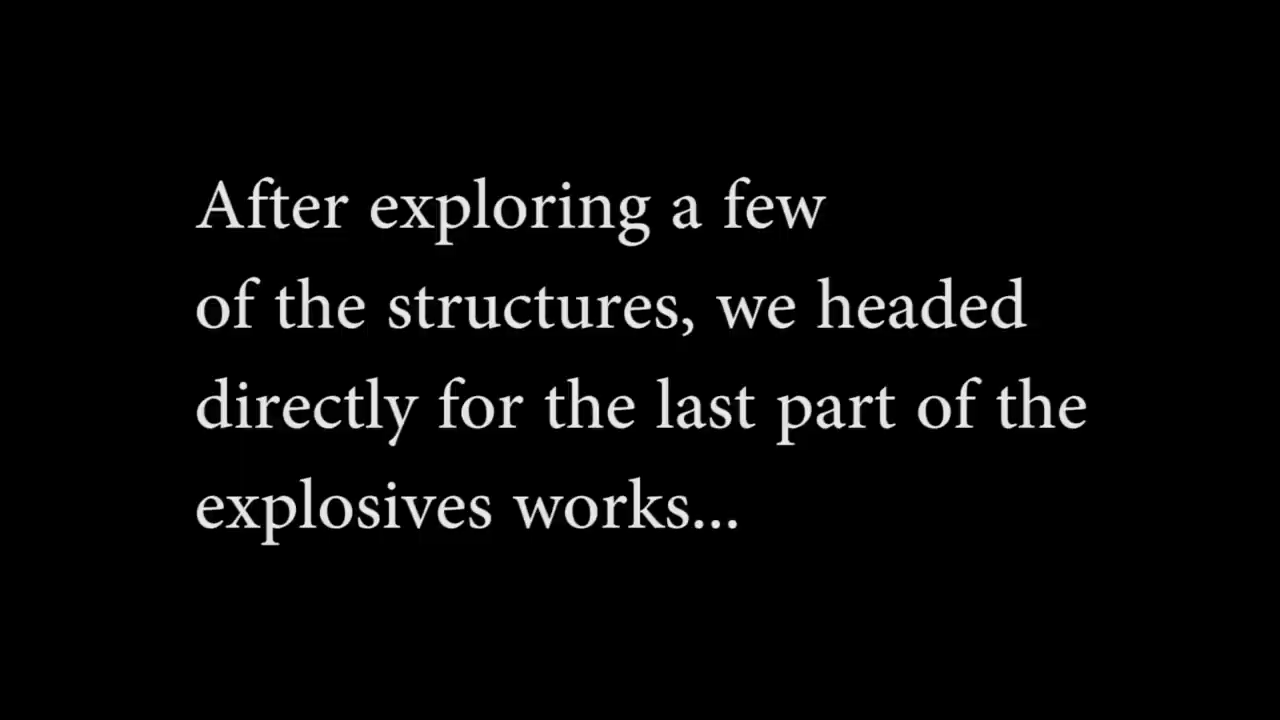 After exploring a few
of the structures, we headed
directly for the last part of the
explosives works...